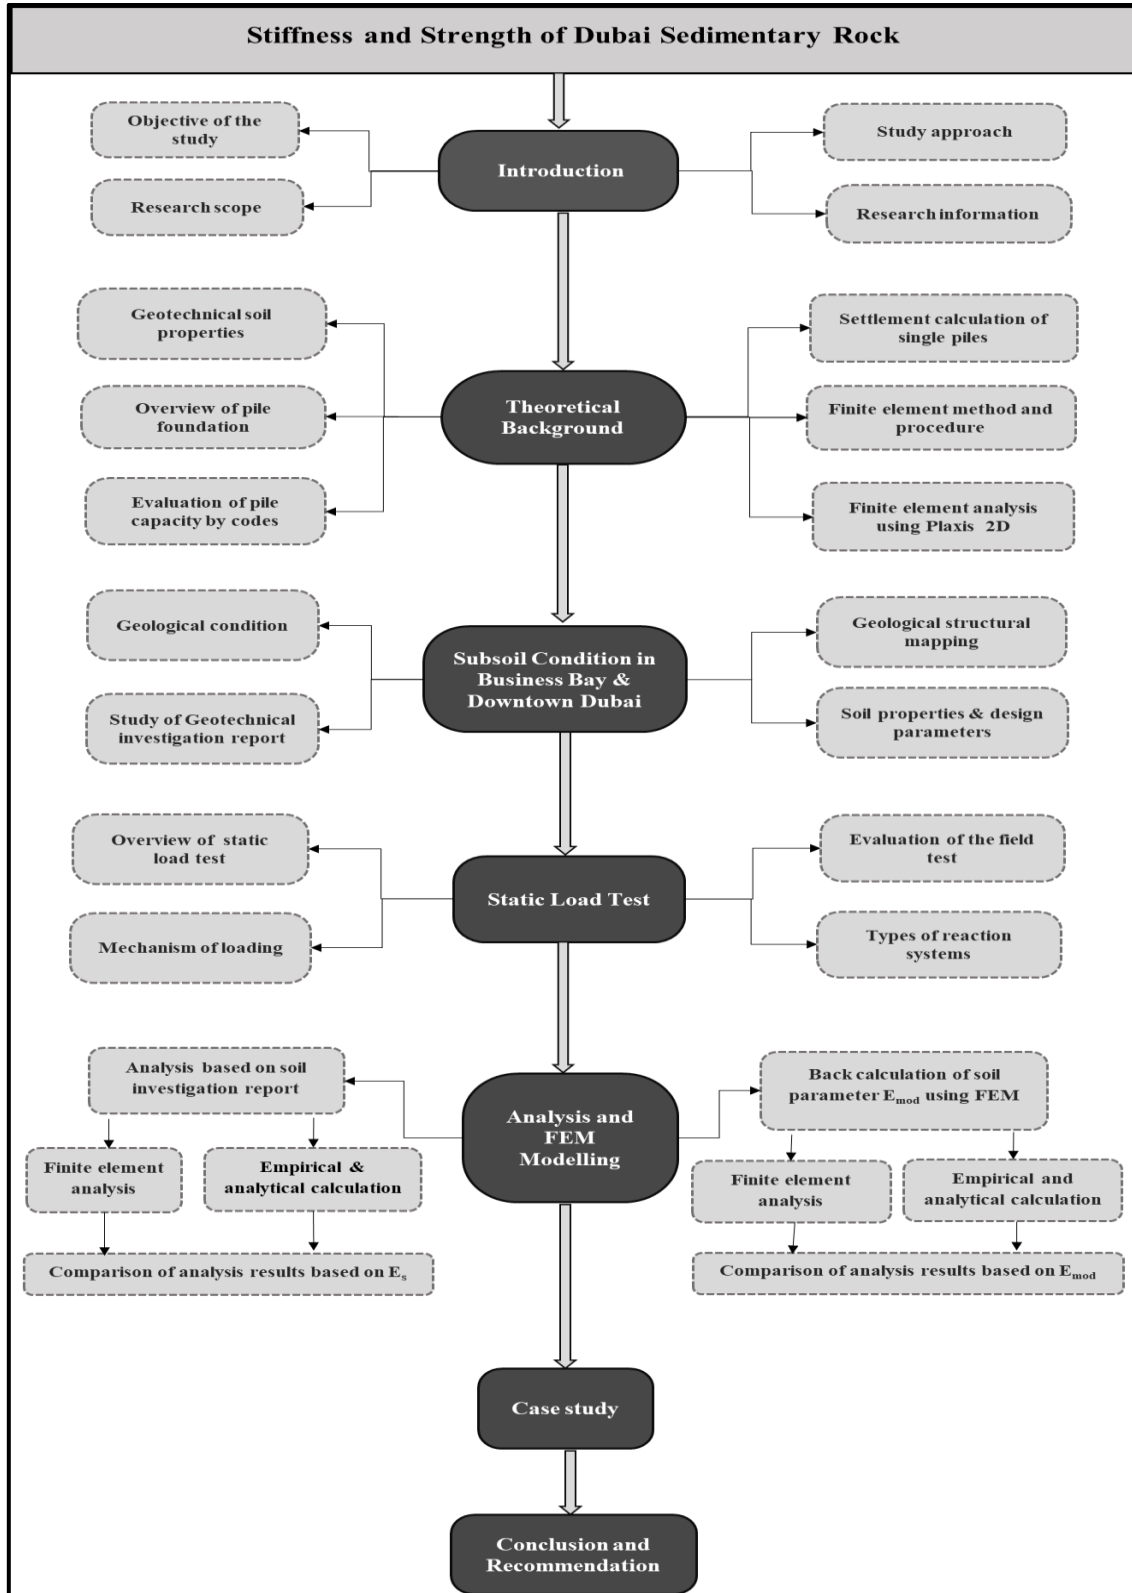 Stiffness and Strength of Dubai Sedimentary Rock
Objective of the
study
Research scope
Introduction
Study approach
Research information
Geotechnical soil
properties
Overview of pile
foundation
Evaluation of pile
capacity by codes
Theoretical
Background
Settlement calculation of
single piles
Finite element method and
procedure
Finite element analysis
using Plaxis 2D
Geological condition
Study of Geotechnical
investigation report
Subsoil Condition in
Business Bay &
Downtown Dubai
Geological structural
mapping
Soil properties & design
parameters
Overview of static
load test
Mechanism of loading
Static Load Test
Evaluation of the field
test
Types of reaction
systems
Analysis based on soil
investigation report
Finite element
analysis
Empirical &
analytical calculation
Comparison of analysis results based on Es
Analysis and
FEM
Modelling
Back calculation of soil
parameter Emod using FEM
Finite element
analysis
Empirical and
analytical calculation
Comparison of analysis results based on Emod
Case study
Conclusion and
Recommendation